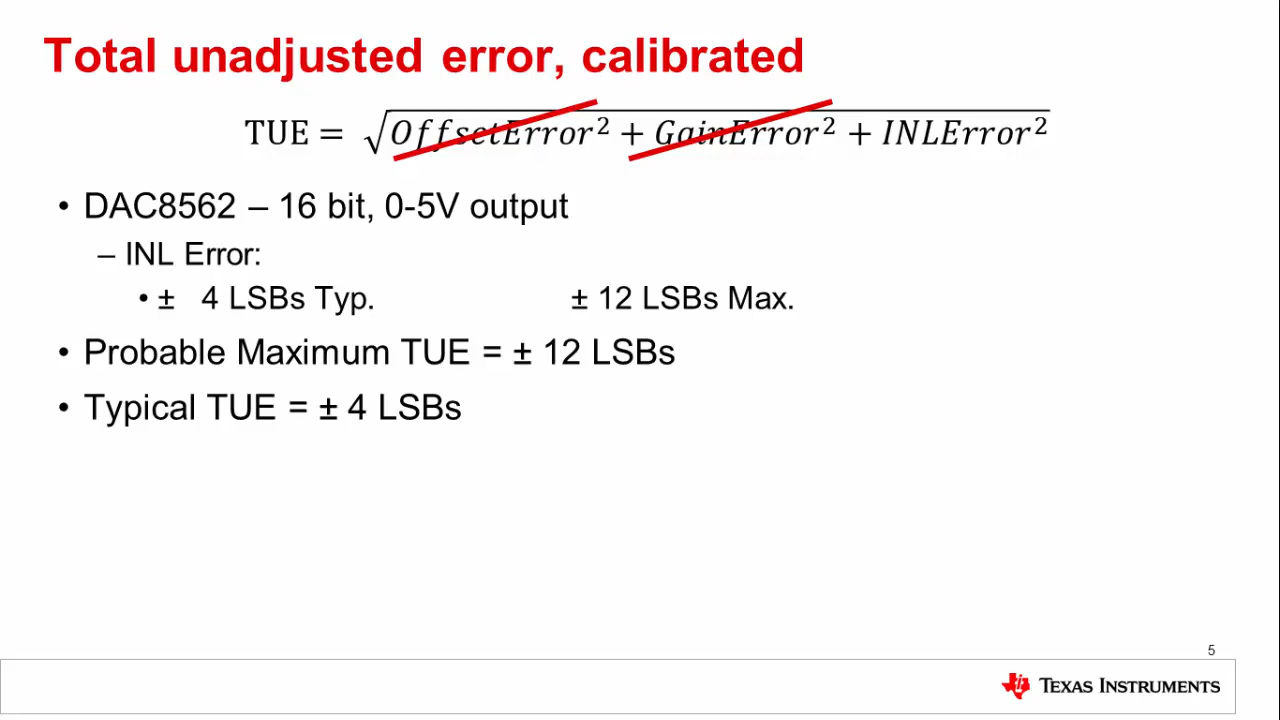 Total unadjusted error, calibrated
TUE = √OffsetError² + GainError² + INLError²
• DAC8562 – 16 bit, 0-5V output
– INL Error:
• ± 4 LSBs Typ. ± 12 LSBs Max.
• Probable Maximum TUE = ± 12 LSBs
• Typical TUE = ± 4 LSBs
5
TEXAS INSTRUMENTS